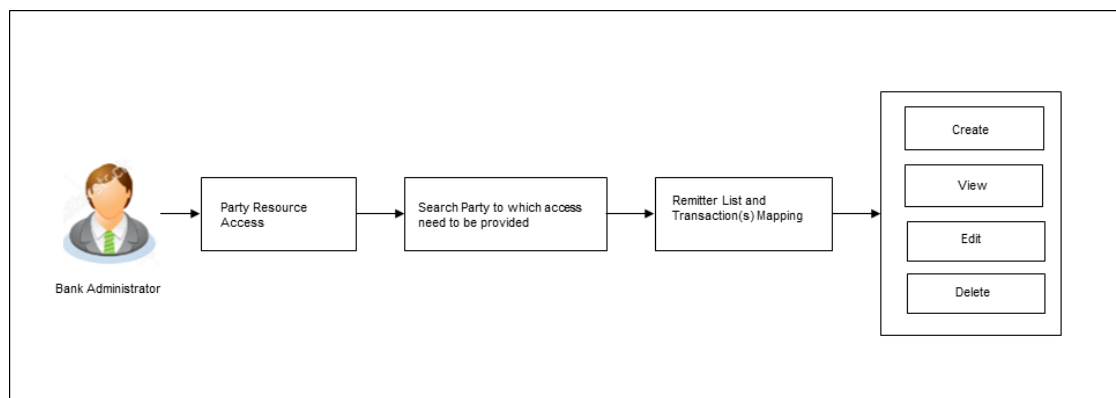 Bank Administrator
Party Resource
Access
Search Party to which access
need to be provided
Remitter List and
Transaction(s) Mapping
Create
View
Edit
Delete